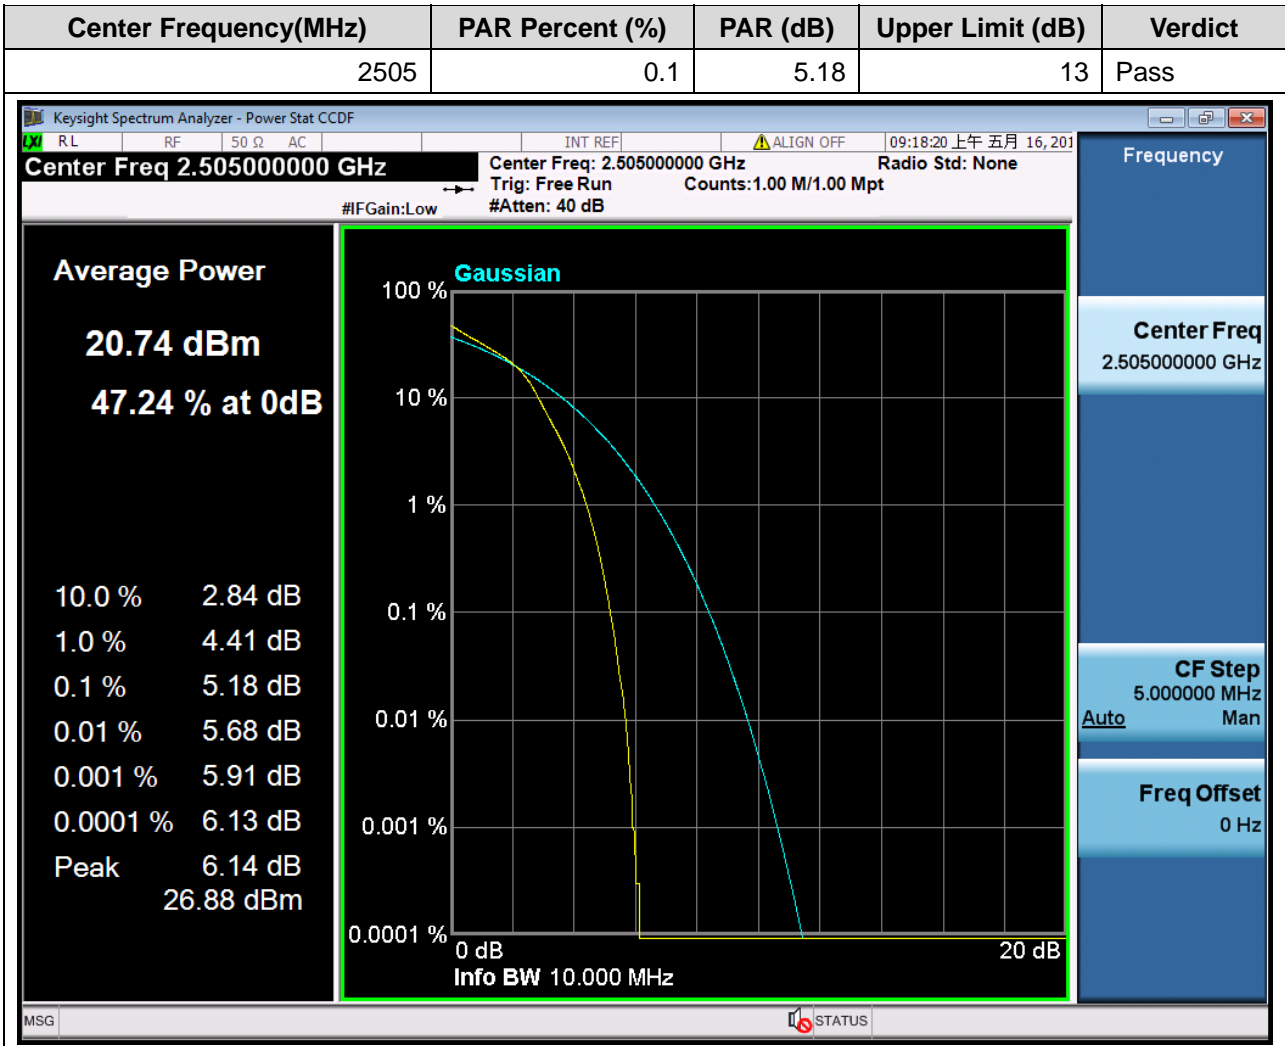 Center Frequency(MHz) PAR Percent (%) PAR (dB) Upper Limit (dB) Verdict
2505 0.1 5.18 13 Pass
Keysight Spectrum Analyzer - Power Stat CCDF
LXI RL RF 50 Ω AC INT REF ALIGN OFF 09:18:20 上午 五月 16, 201
Center Freq 2.505000000 GHz
#IFGain:Low
Center Freq: 2.505000000 GHz Radio Std: None
Trig: Free Run Counts:1.00 M/1.00 Mpt
#Atten: 40 dB
Average Power
20.74 dBm
47.24 % at 0dB
10.0 % 2.84 dB
1.0 % 4.41 dB
0.1 % 5.18 dB
0.01 % 5.68 dB
0.001 % 5.91 dB
0.0001 % 6.13 dB
Peak 6.14 dB
26.88 dBm
Gaussian
100 %
10 %
1 %
0.1 %
0.01 %
0.001 %
0.0001 %
0 dB 20 dB
Info BW 10.000 MHz
Frequency
Center Freq
2.505000000 GHz
CF Step
5.000000 MHz
Auto Man
Freq Offset
0 Hz
MSG STATUS